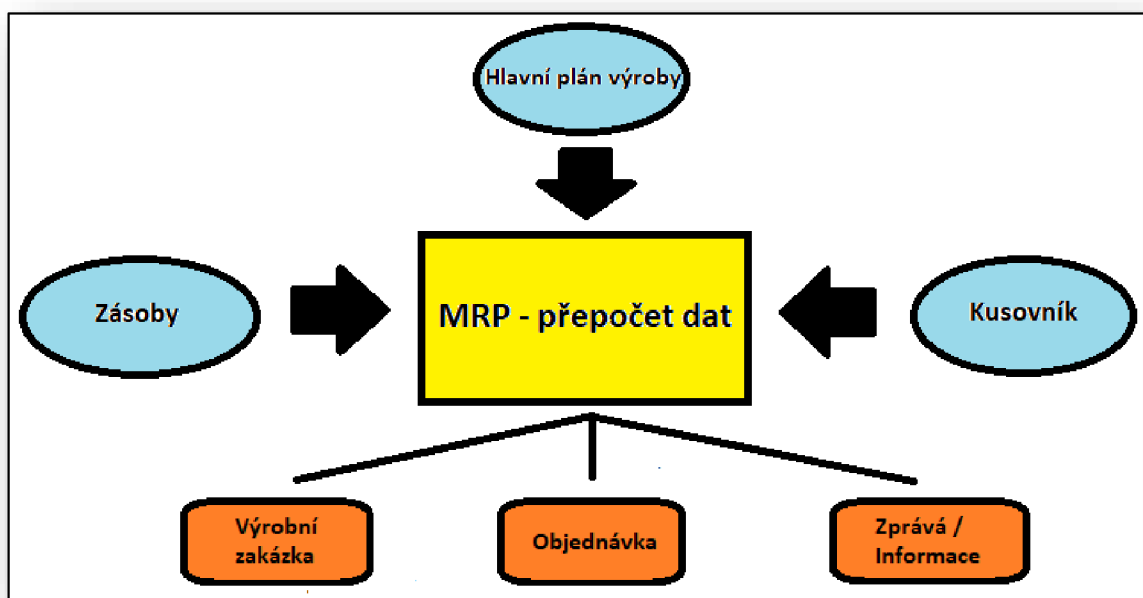 Hlavní plán výroby
Zásoby
MRP - přepočet dat
Kusovník
Výrobní
zakázka
Objednávka
Zprává /
Informace